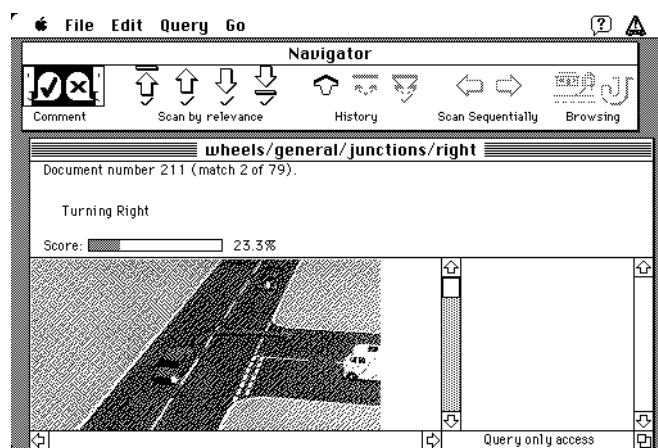 File Edit Query Go
Navigator
Comment Scan by relevance History Scan Sequentially Browsing
wheels/general/junctions/right
Document number 211 (match 2 of 79).
Turning Right
Score: 23.3%
Query only access